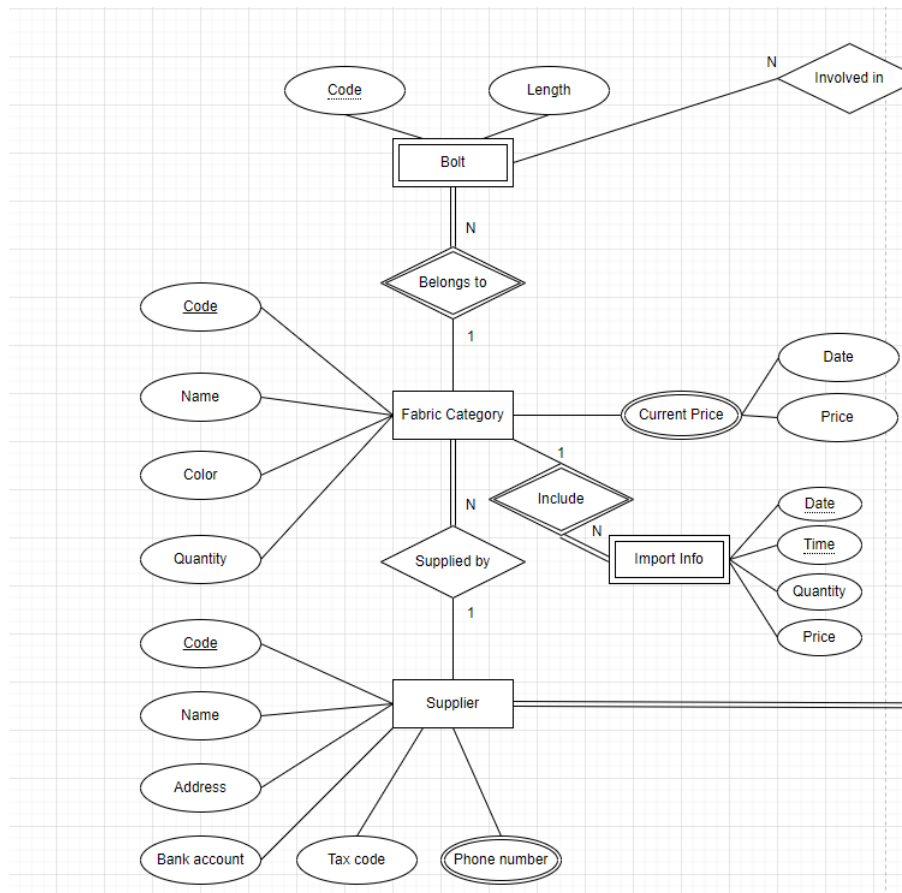 N
Involved in
Code
Length
Bolt
N
Belongs to
Code
1
Name
Fabric Category
Current Price
Date
Price
1
Color
N
Include
Date
N
Time
Quantity
Supplied by
Import Info
Quantity
1
Price
Code
Name
Supplier
Address
Bank account
Tax code
Phone number